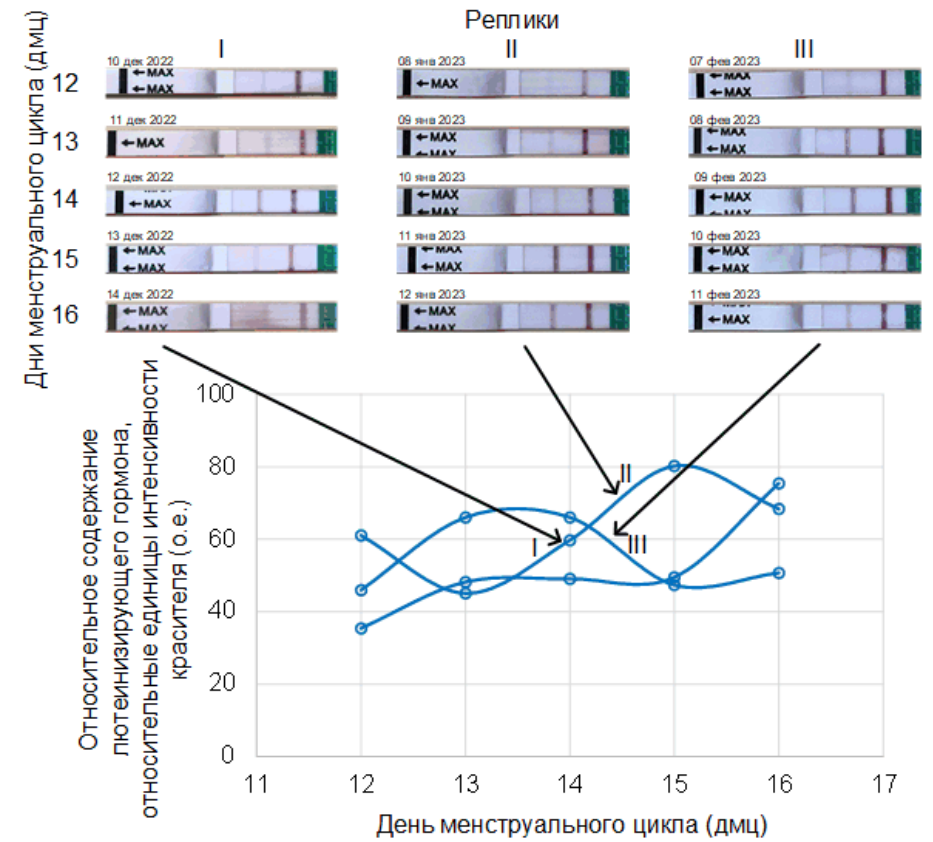 Реплики
I II III
Дни менструального цикла (дмц)
10 дек 2022 08 янв 2023 07 фев 2023
12
←MAX
←MAX
←MAX
←MAX
←MAX
11 дек 2022 09 янв 2023 08 фев 2023
13
←MAX
←MAX
←MAX
←MAX
←MAX
12 дек 2022 10 янв 2023 09 фев 2023
14
←MAX
←MAX
←MAX
13 дек 2022 11 янв 2023 10 фев 2023
15
←MAX
←MAX
←MAX
←MAX
←MAX
←MAX
14 дек 2022 12 янв 2023 11 фев 2023
16
←MAX
←MAX
←MAX
←MAX
←MAX
Относительное содержание
лютеинизирующего гормона,
относительные единицы интенсивности
красителя (о.е.)
100
80
60
40
20
0
I
II
III
11 12 13 14 15 16 17
День менструального цикла (дмц)